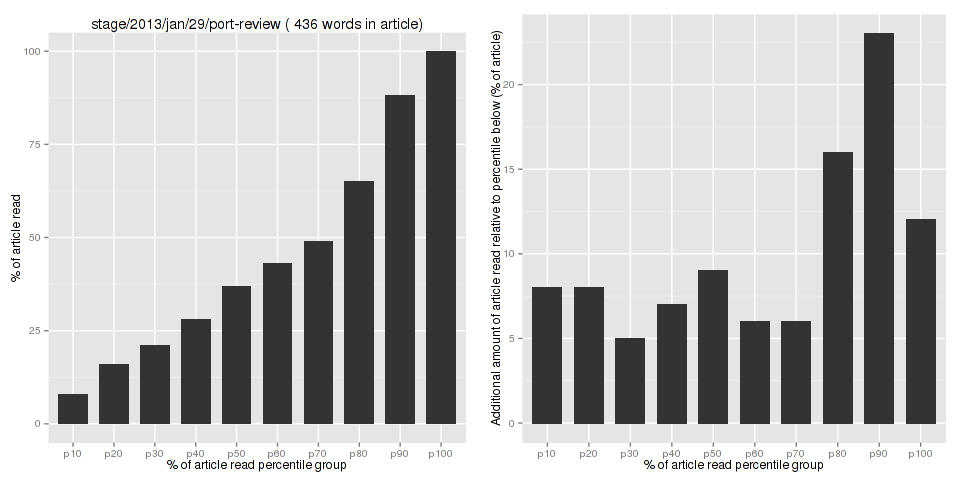 stage/2013/jan/29/port-review ( 436 words in article)
% of article read
100
75
50
25
0
p10 p20 p30 p40 p50 p60 p70 p80 p90 p100
% of article read percentile group
Additional amount of article read relative to percentile below (% of article)
20
15
10
5
0
p10 p20 p30 p40 p50 p60 p70 p80 p90 p100
% of article read percentile group